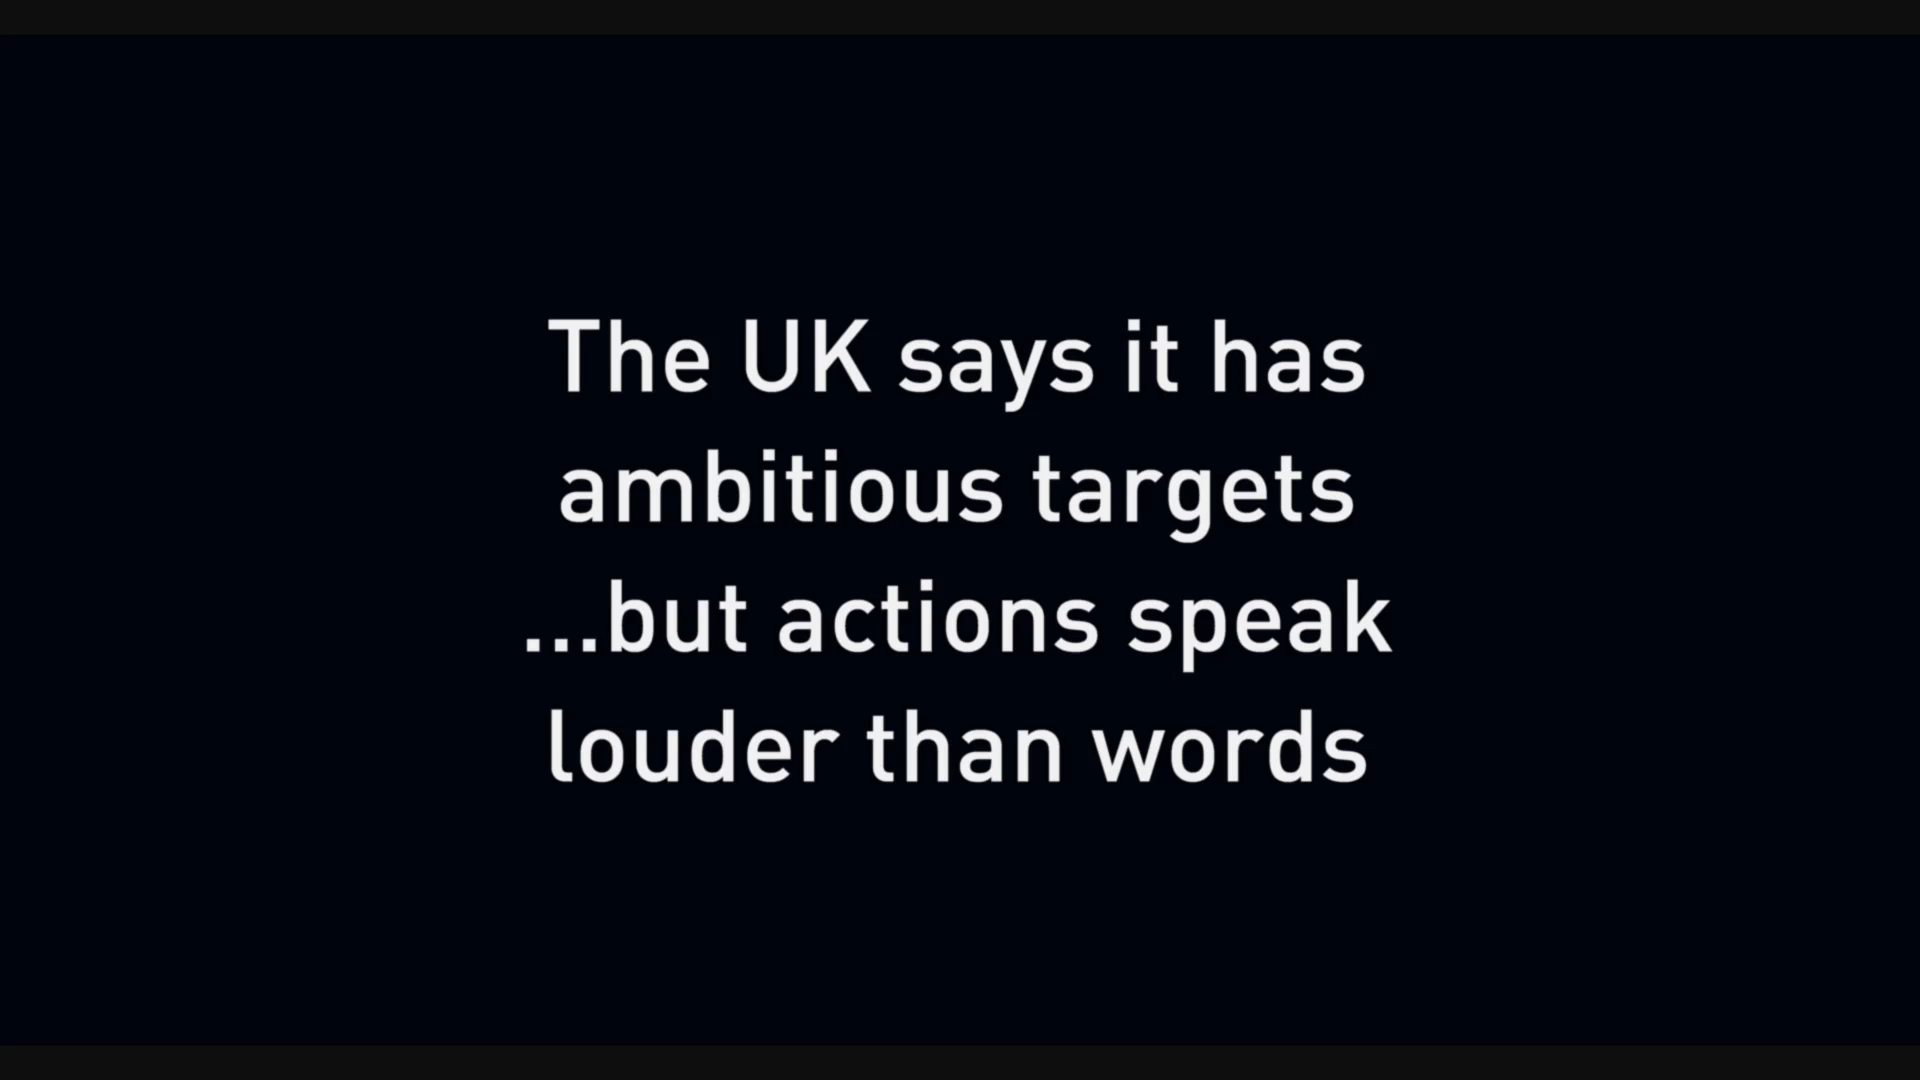 The UK says it has
ambitious targets
...but actions speak
louder than words